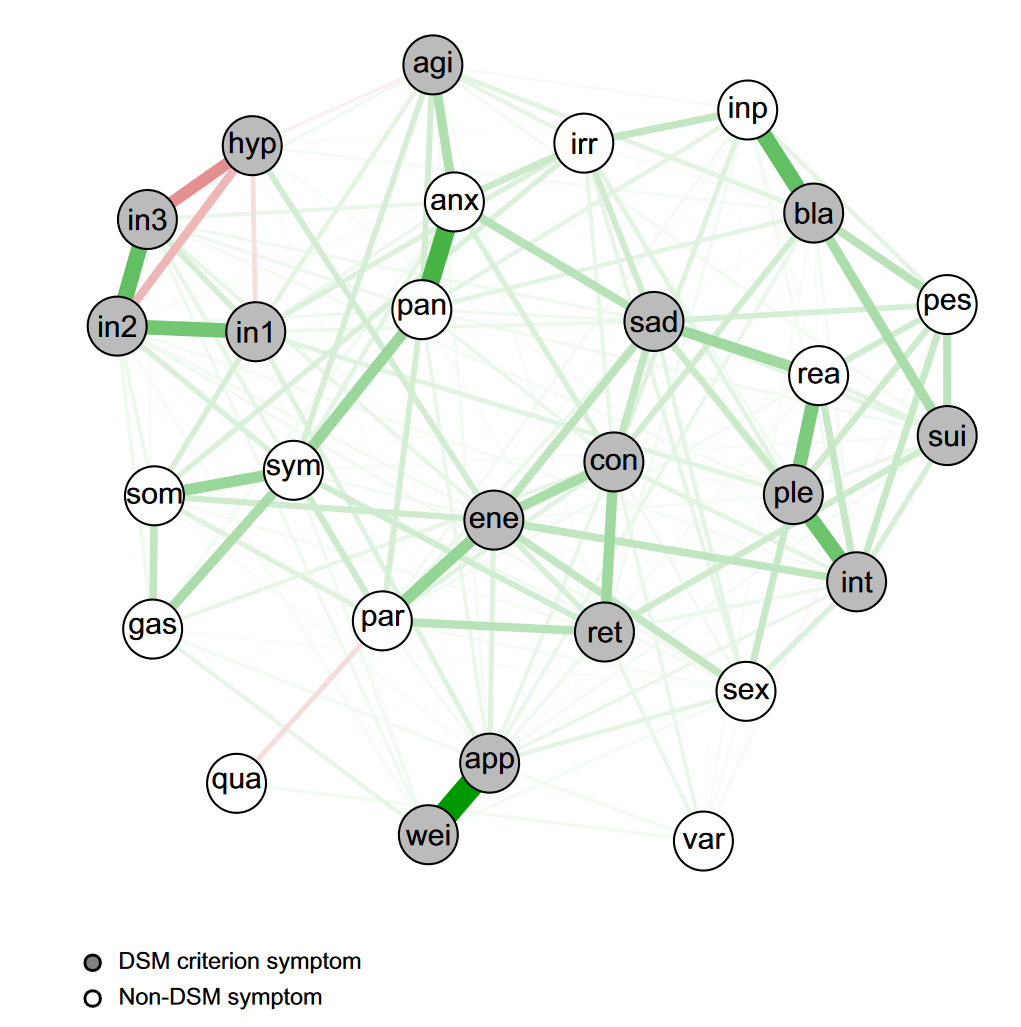 agi
inp
hyp
irr
anx
in3
bla
pan
pes
in2
in1
sad
rea
sui
con
sym
som
ple
ene
int
par
gas
ret
sex
app
qua
wei
var
DSM criterion symptom
Non-DSM symptom